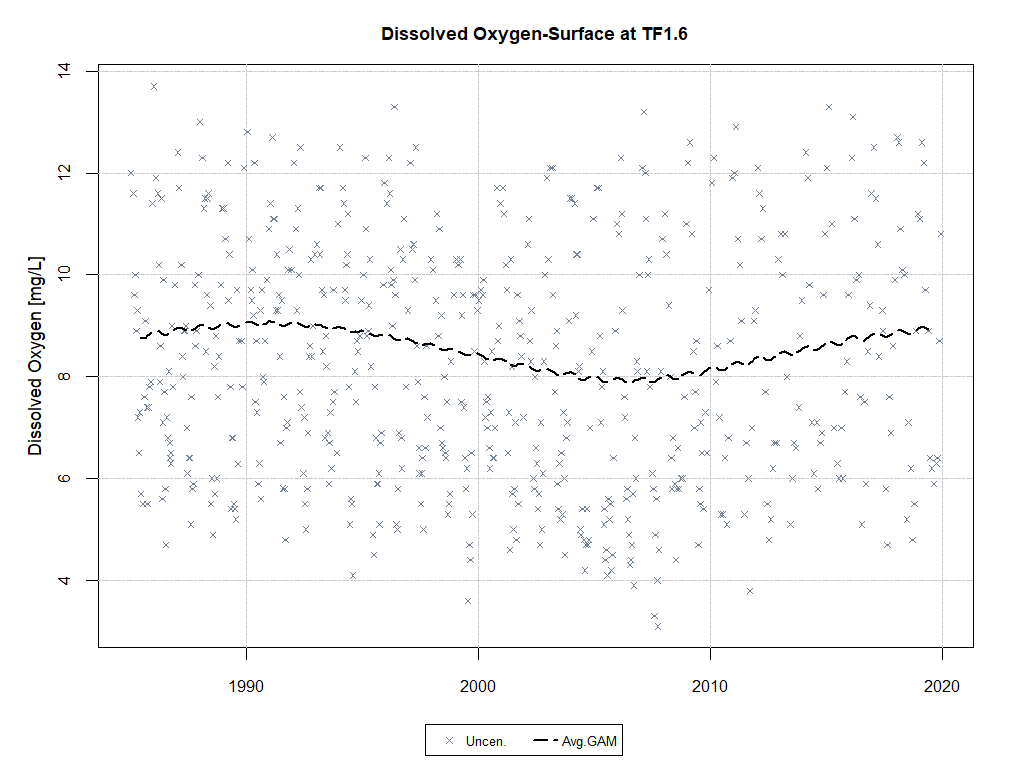 Dissolved Oxygen-Surface at TF1.6
Dissolved Oxygen [mg/L]
14
12
10
8
6
4
1990 2000 2010 2020
Uncen. Avg.GAM